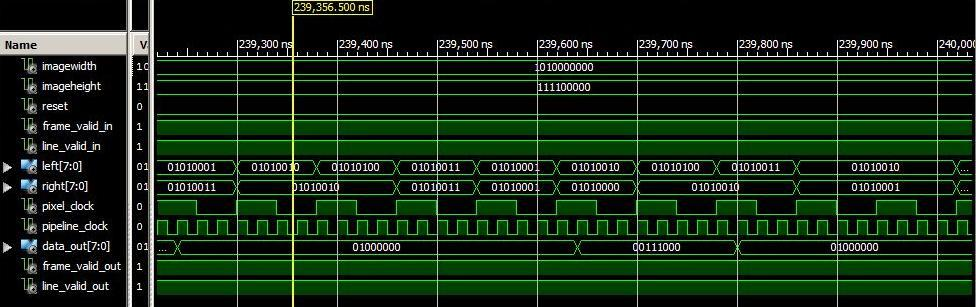 239,356.500 ns
Name
239,300 ns 239,400 ns 239,500 ns 239,600 ns 239,700 ns 239,800 ns 239,900 ns 240,000
imagewidth 10 1010000000
imageheight 11 111100000
reset 0
frame_valid_in 1
line_valid_in 1
left[7:0] 01 01010001 01010010 01010100 01010011 01010001 01010010 01010100 01010011 01010010 ...
right[7:0] 01 01010011 01010010 01010011 01010001 01010000 01010010 01010001 ...
pixel_clock 0
pipeline_clock 0
data_out[7:0] 01 ... 01000000 00111000 01000000
frame_valid_out 1
line_valid_out 1